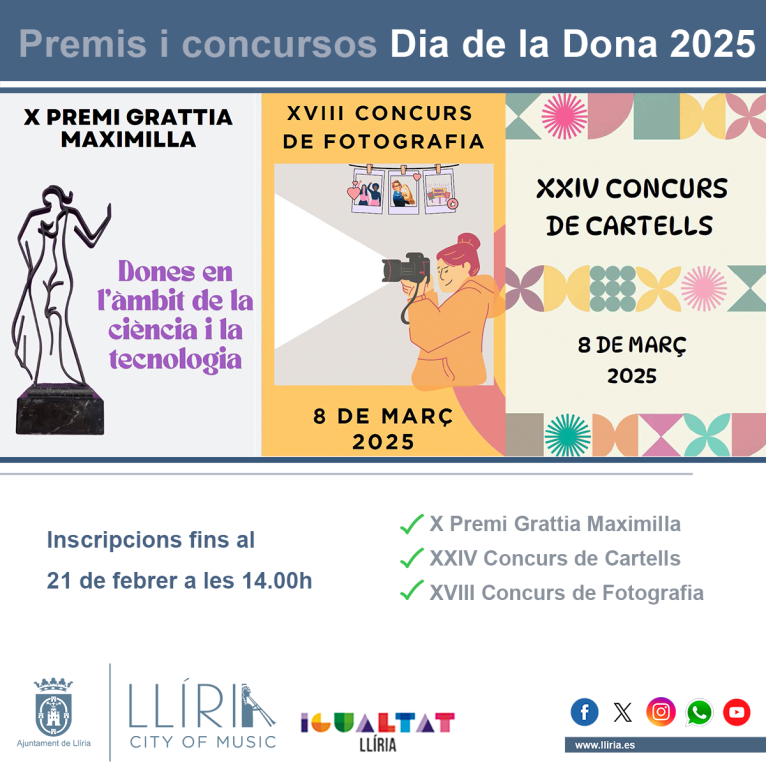 Premis i concursos Dia de la Dona 2025
X PREMI GRATTIA
MAXIMILLA
Dones en
l'àmbit de la
ciència i la
tecnologia
XVIII CONCURS
DE FOTOGRAFIA
8 DE MARÇ
2025
XXIV CONCURS
DE CARTELLS
8 DE MARÇ
2025
Inscripcions fins al
21 de febrer a les 14.00h
X Premi Grattia Maximilla
XXIV Concurs de Cartells
XVIII Concurs de Fotografia
Ajuntament de Llíria
LLÍRIA
CITY OF MUSIC
IGUALTAT
LLÍRIA
www.lliria.es